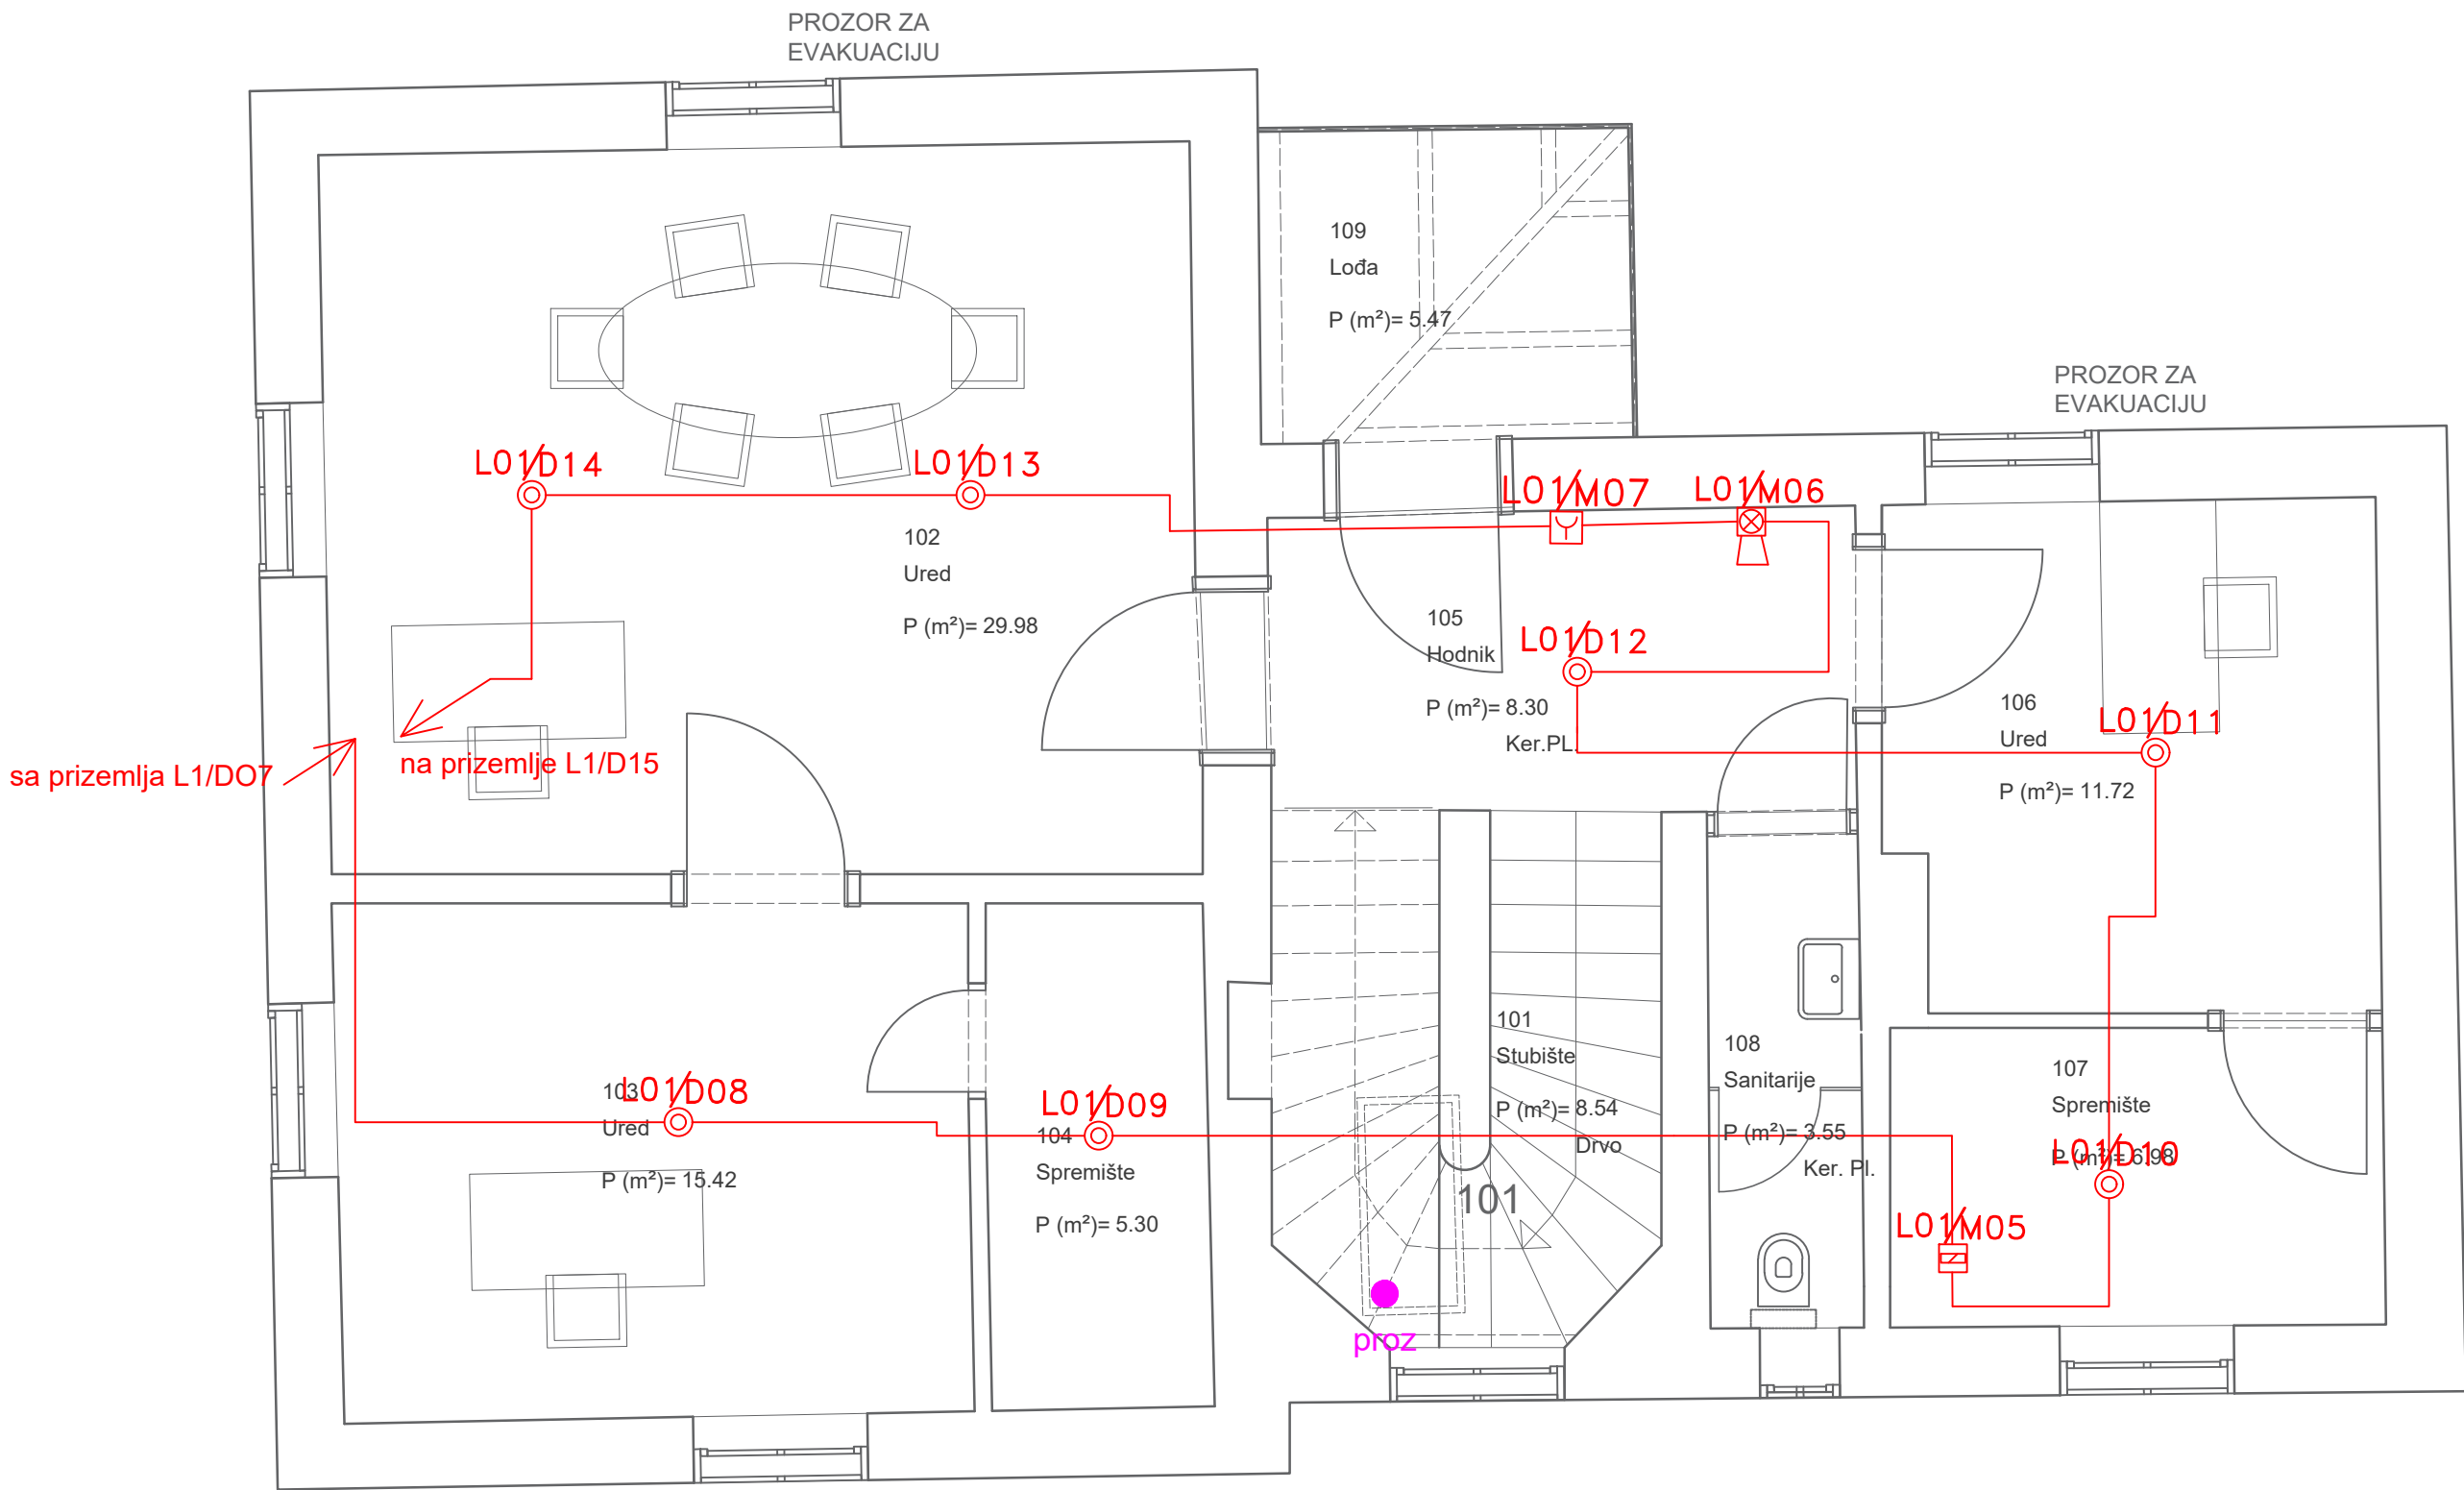 PROZOR ZA
EVAKUACIJU
109
Lođa
P (m²)= 5.47
PROZOR ZA
EVAKUACIJU
L01/D14
L01/D13
L01/M07
L01/M06
102
Ured
P (m²)= 29.98
105
Hodnik
L01/D12
P (m²)= 8.30
Ker.PL.
106
Ured
L01/D11
P (m²)= 11.72
sa prizemlja L1/DO7
na prizemlje L1/D15
103
Ured
L01/D08
P (m²)= 15.42
L01/D09
104
Spremište
P (m²)= 5.30
101
Stubište
P (m²)= 8.54
Drvo
101
108
Sanitarije
P (m²)= 3.55
Ker. Pl.
107
Spremište
L01/D10
P (m²)= 6.98
L01/M05
proz